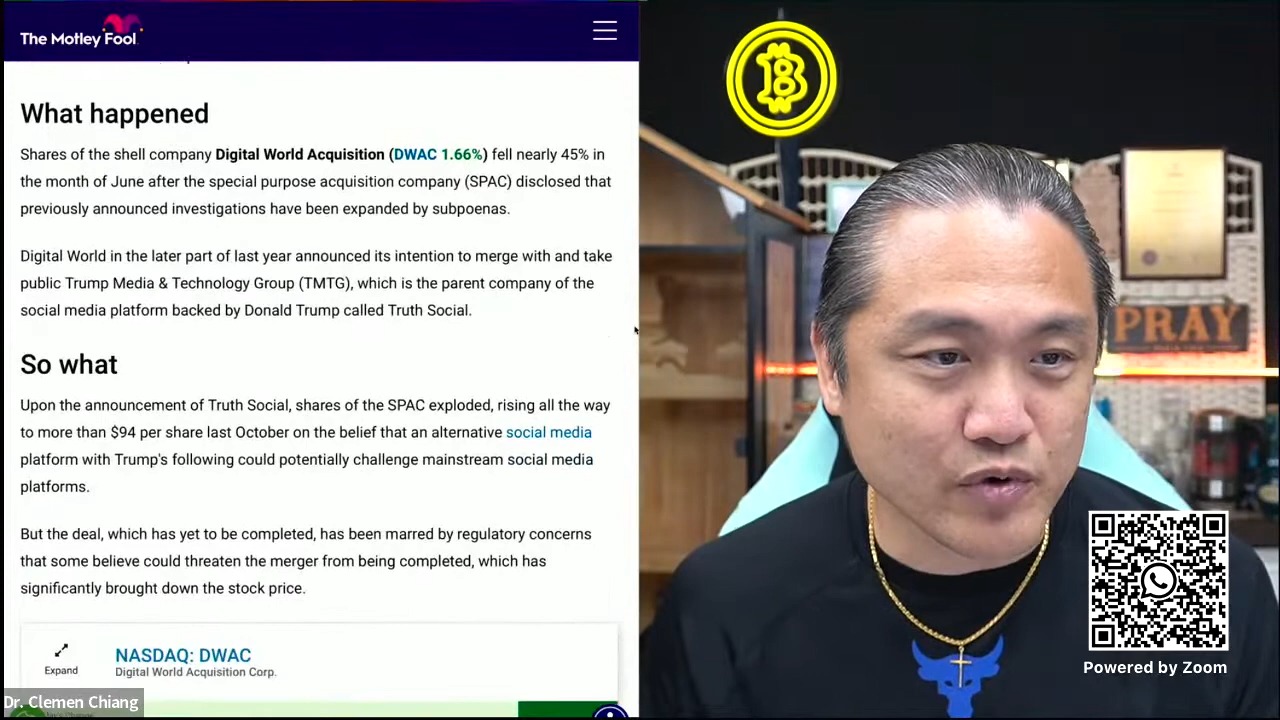 The Motley Fool
What happened
Shares of the shell company Digital World Acquisition (DWAC 1.66%) fell nearly 45% in
the month of June after the special purpose acquisition company (SPAC) disclosed that
previously announced investigations have been expanded by subpoenas.
Digital World in the later part of last year announced its intention to merge with and take
public Trump Media & Technology Group (TMTG), which is the parent company of the
social media platform backed by Donald Trump called Truth Social.
So what
Upon the announcement of Truth Social, shares of the SPAC exploded, rising all the way
to more than $94 per share last October on the belief that an alternative social media
platform with Trump's following could potentially challenge mainstream social media
platforms.
But the deal, which has yet to be completed, has been marred by regulatory concerns
that some believe could threaten the merger from being completed, which has
significantly brought down the stock price.
Expand
NASDAQ: DWAC
Digital World Acquisition Corp.
Dr. Clemen Chiang
PRAY
Powered by Zoom